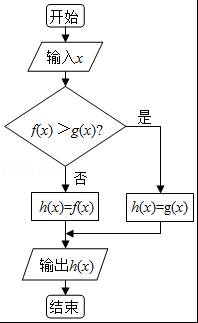 开始
输入x
f(x)＞g(x)?
是
否
h(x)=f(x)
h(x)=g(x)
输出h(x)
结束